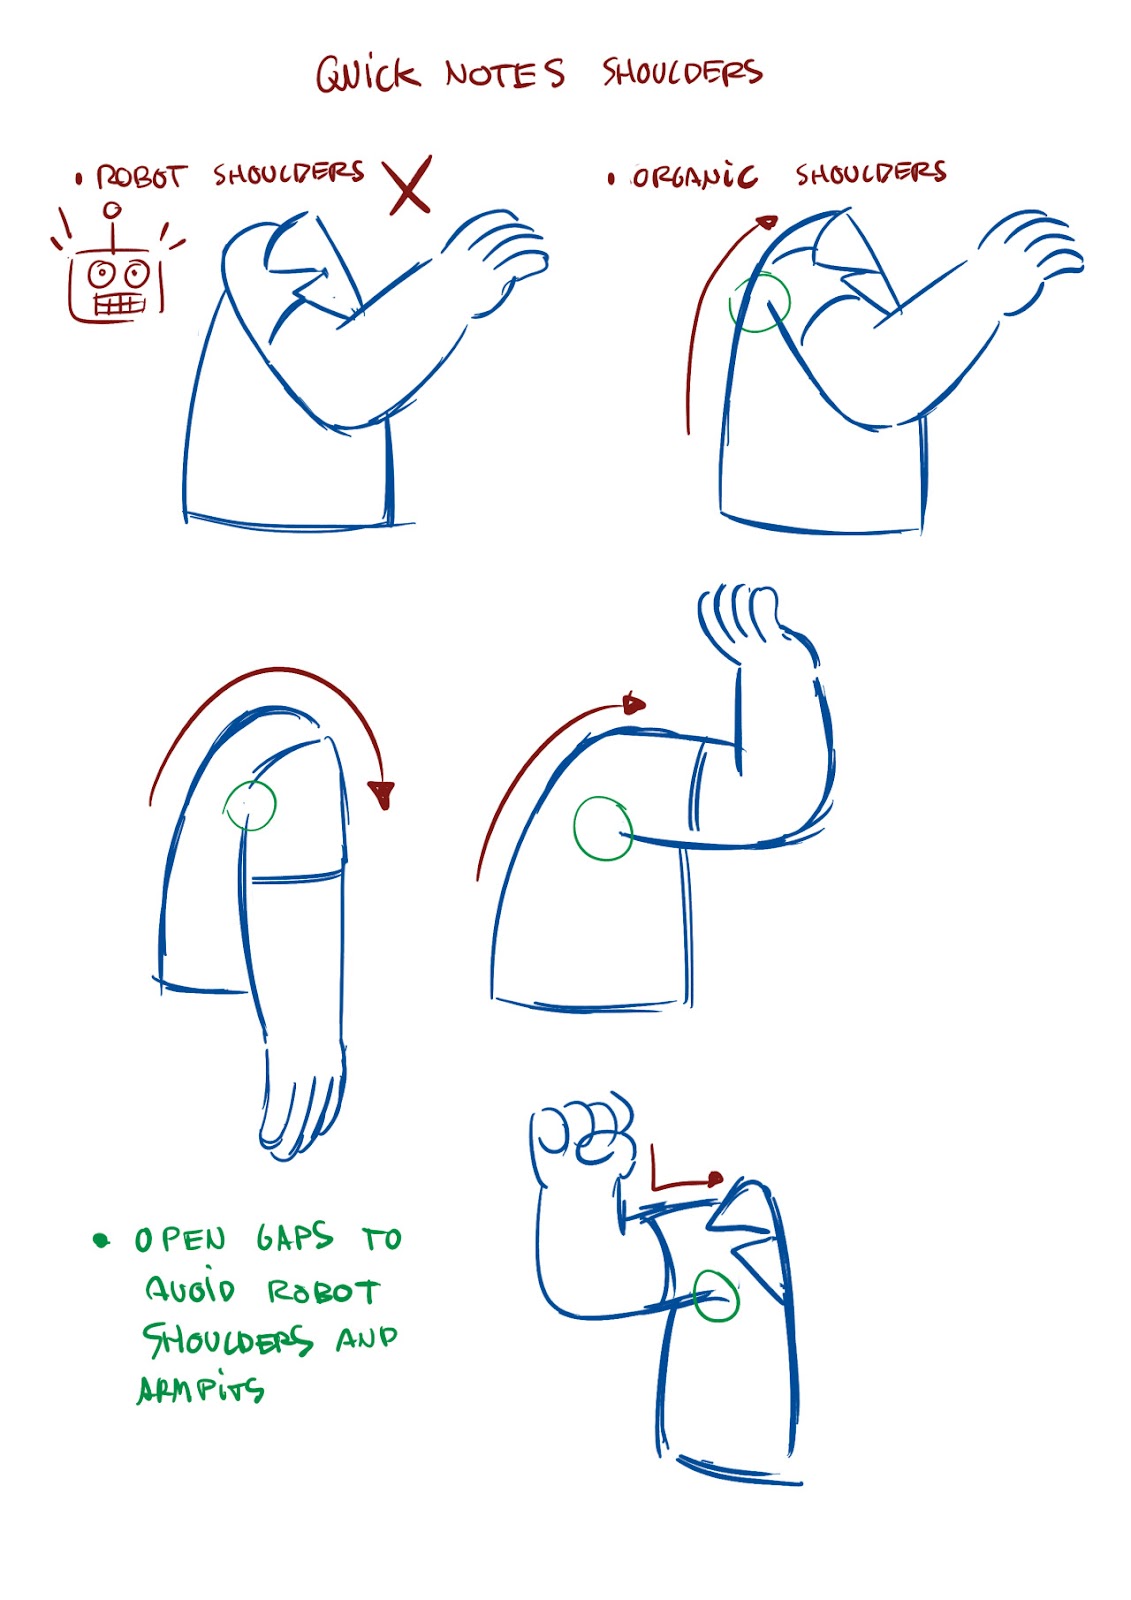 QUICK NOTES SHOULDERS
• ROBOT SHOULDERS X
• ORGANIC SHOULDERS
• OPEN GAPS TO
AVOID ROBOT
SHOULDERS AND
ARMPITS